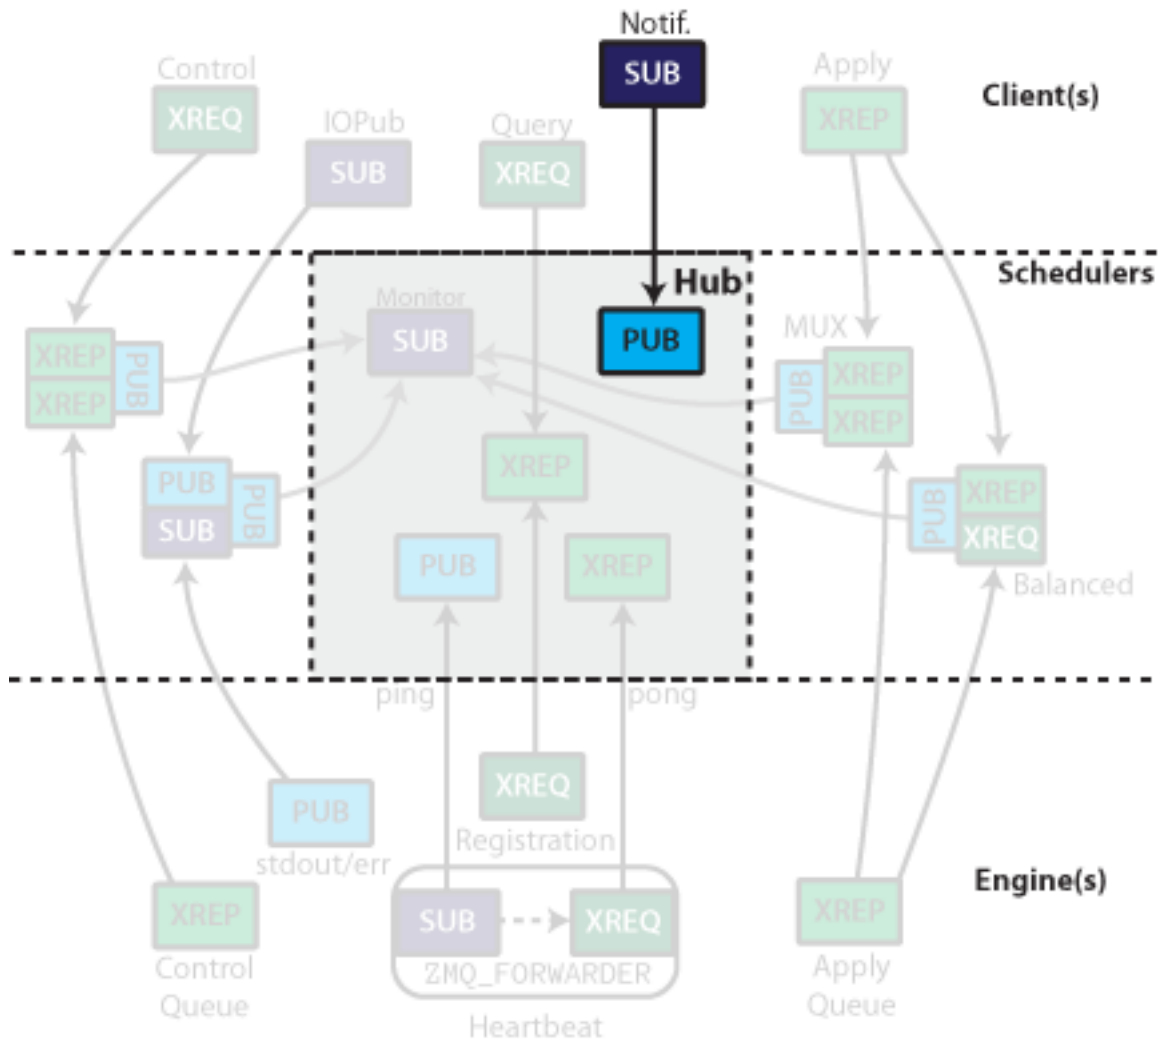 Notif.
SUB
Control
XREQ
IOPub
SUB
Query
XREQ
Apply
XREP
Client(s)
Schedulers
Hub
Monitor
SUB
PUB
MUX
XREP
XREP
PUB
PUB
XREP
XREP
PUB
SUB
PUB
XREP
PUB
XREP
PUB
XREP
XREQ
Balanced
ping
pong
PUB
stdout/err
XREQ
Registration
Engine(s)
XREP
Control
Queue
SUB
XREQ
ZMQ_FORWARDER
Heartbeat
XREP
Apply
Queue